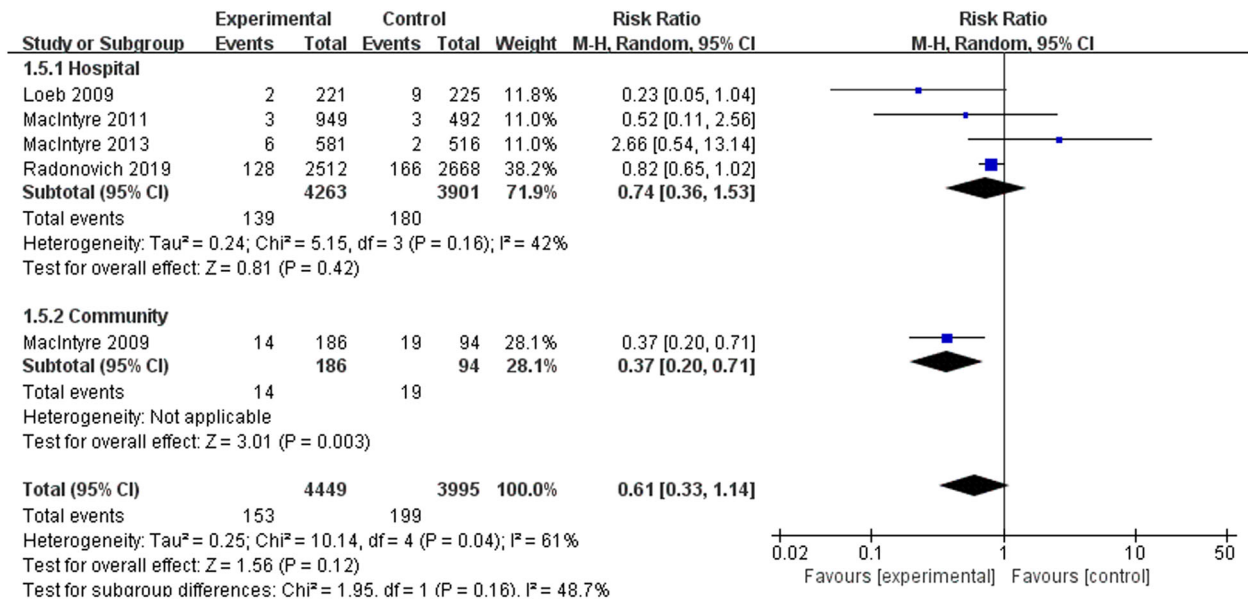 Experimental Control Risk Ratio Risk Ratio
Study or Subgroup Events Total Events Total Weight M-H, Random, 95% CI M-H, Random, 95% CI
1.5.1 Hospital
Loeb 2009 2 221 9 225 11.8% 0.23 [0.05, 1.04]
MacIntyre 2011 3 949 3 492 11.0% 0.52 [0.11, 2.56]
MacIntyre 2013 6 581 2 516 11.0% 2.66 [0.54, 13.14]
Radonovich 2019 128 2512 166 2668 38.2% 0.82 [0.65, 1.02]
Subtotal (95% CI) 4263 3901 71.9% 0.74 [0.36, 1.53]
Total events 139 180
Heterogeneity: Tau² = 0.24; Chi² = 5.15, df = 3 (P = 0.16); I² = 42%
Test for overall effect: Z = 0.81 (P = 0.42)
1.5.2 Community
MacIntyre 2009 14 186 19 94 28.1% 0.37 [0.20, 0.71]
Subtotal (95% CI) 186 94 28.1% 0.37 [0.20, 0.71]
Total events 14 19
Heterogeneity: Not applicable
Test for overall effect: Z = 3.01 (P = 0.003)
Total (95% CI) 4449 3995 100.0% 0.61 [0.33, 1.14]
Total events 153 199
Heterogeneity: Tau² = 0.25; Chi² = 10.14, df = 4 (P = 0.04); I² = 61%
Test for overall effect: Z = 1.56 (P = 0.12)
Test for subgroup differences: Chi² = 1.95, df = 1 (P = 0.16), I² = 48.7%
0.02 0.1 1 10 50
Favours [experimental] Favours [control]